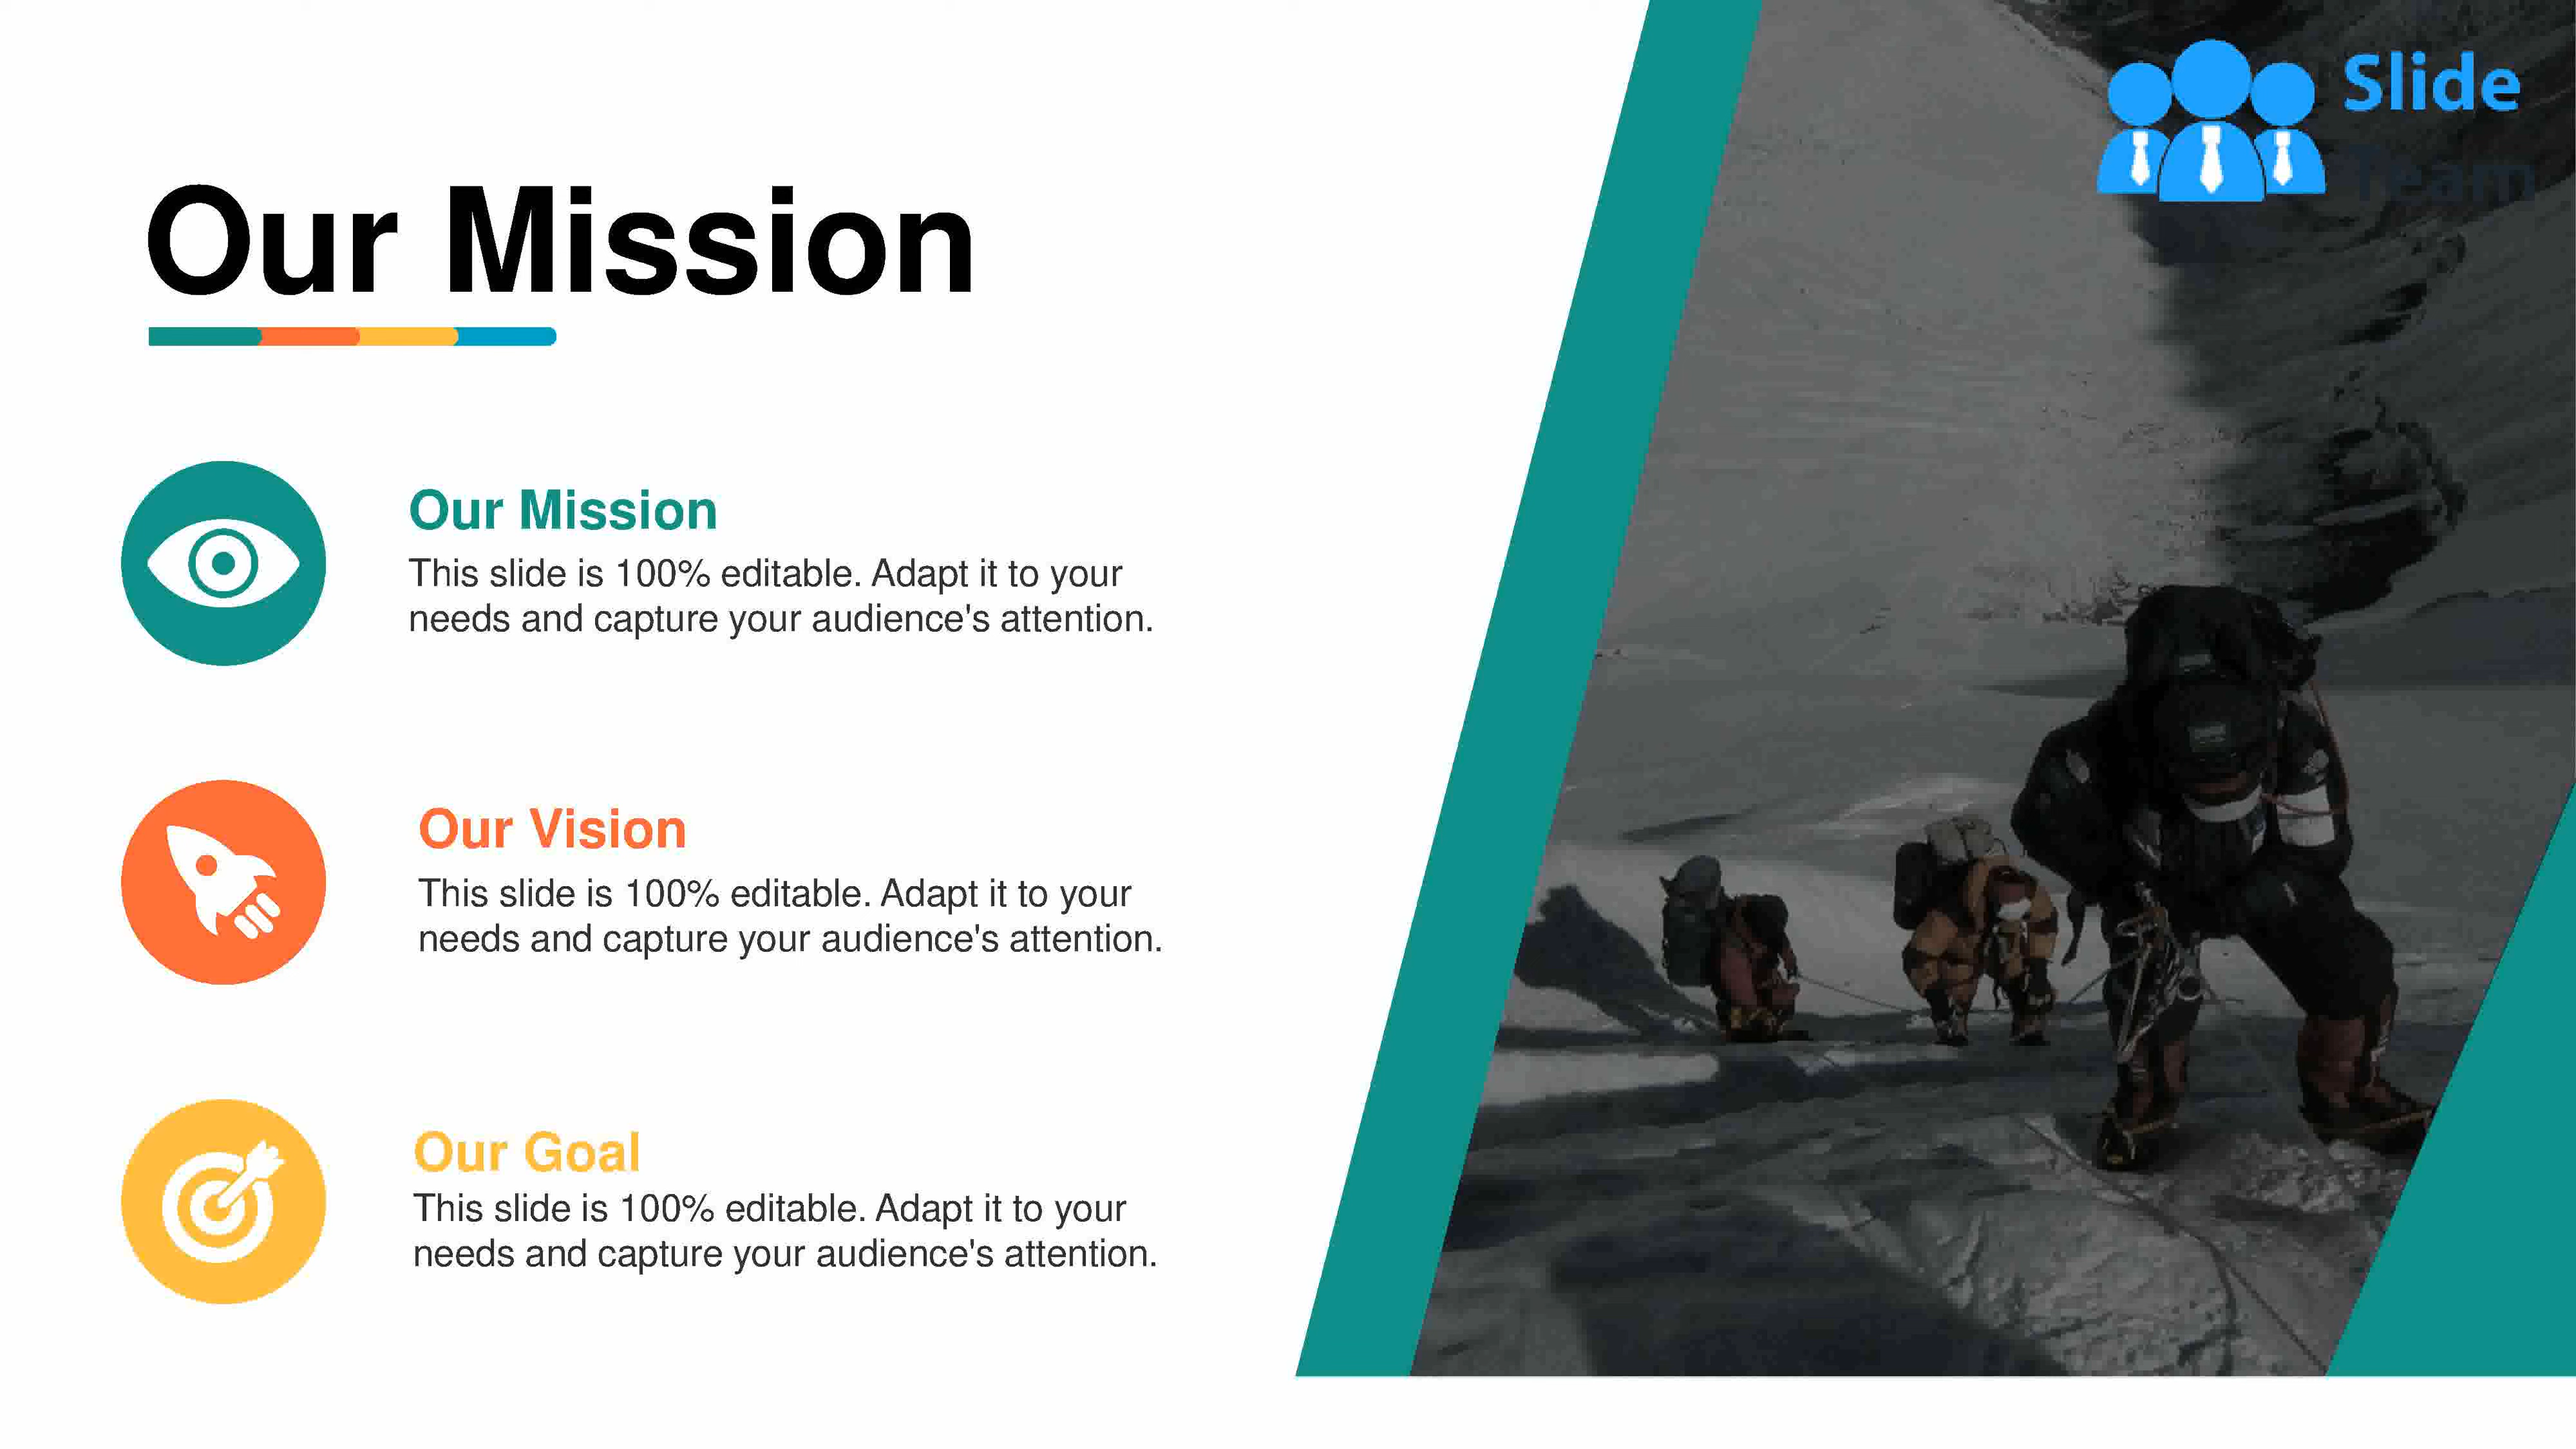 Slide
Team
Our Mission
Our Mission
This slide is 100% editable. Adapt it to your
needs and capture your audience's attention.
Our Vision
This slide is 100% editable. Adapt it to your
needs and capture your audience's attention.
Our Goal
This slide is 100% editable. Adapt it to your
needs and capture your audience's attention.